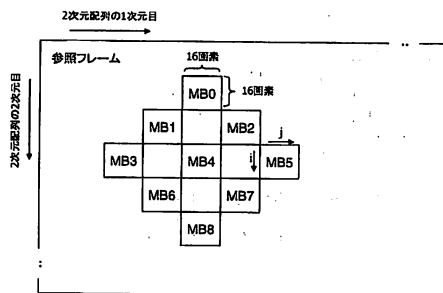 2次元配列の1次元目
2次元配列の2次元目
参照フレーム
16画素
16画素
MB0
MB1
MB2
j
MB3
MB4
i
MB5
MB6
MB7
MB8